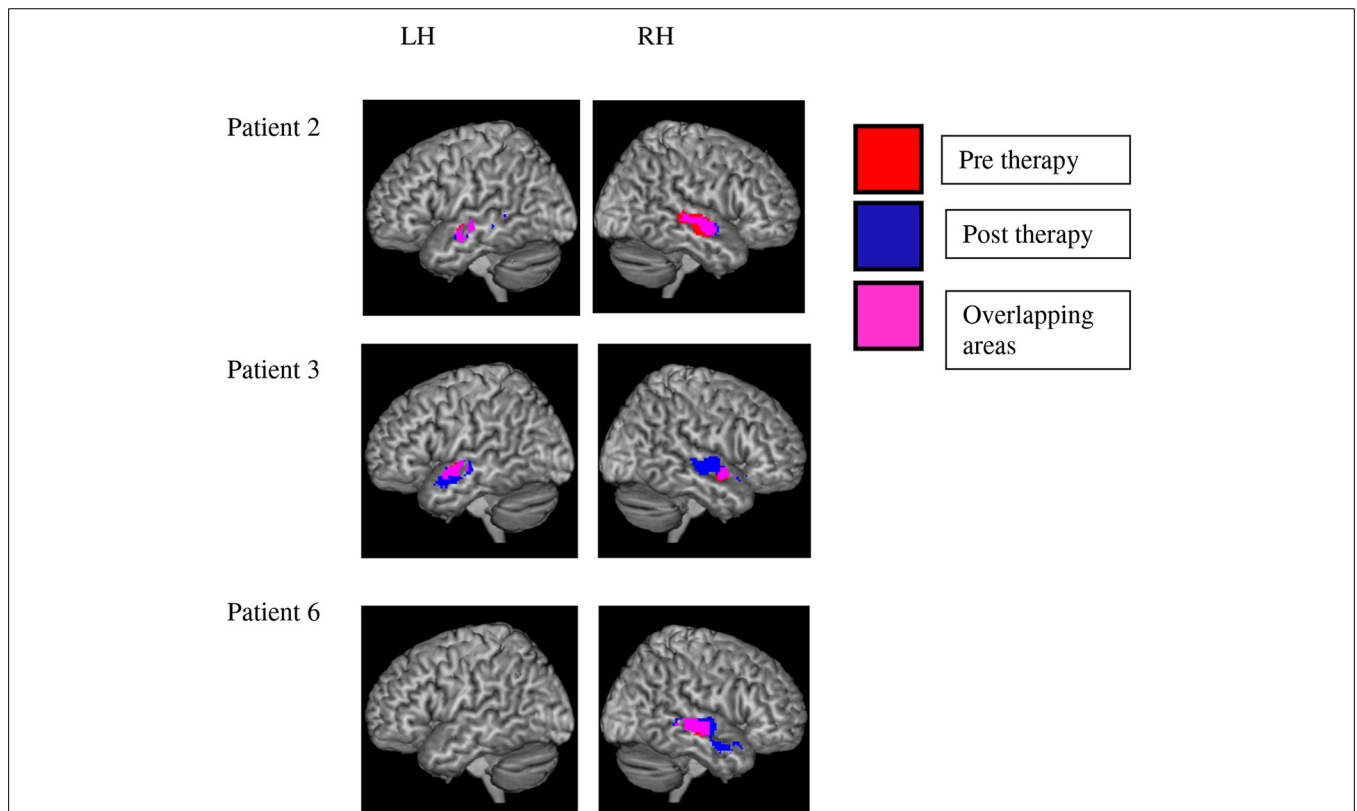 LH
RH
Patient 2
Pre therapy
Post therapy
Overlapping
areas
Patient 3
Patient 6